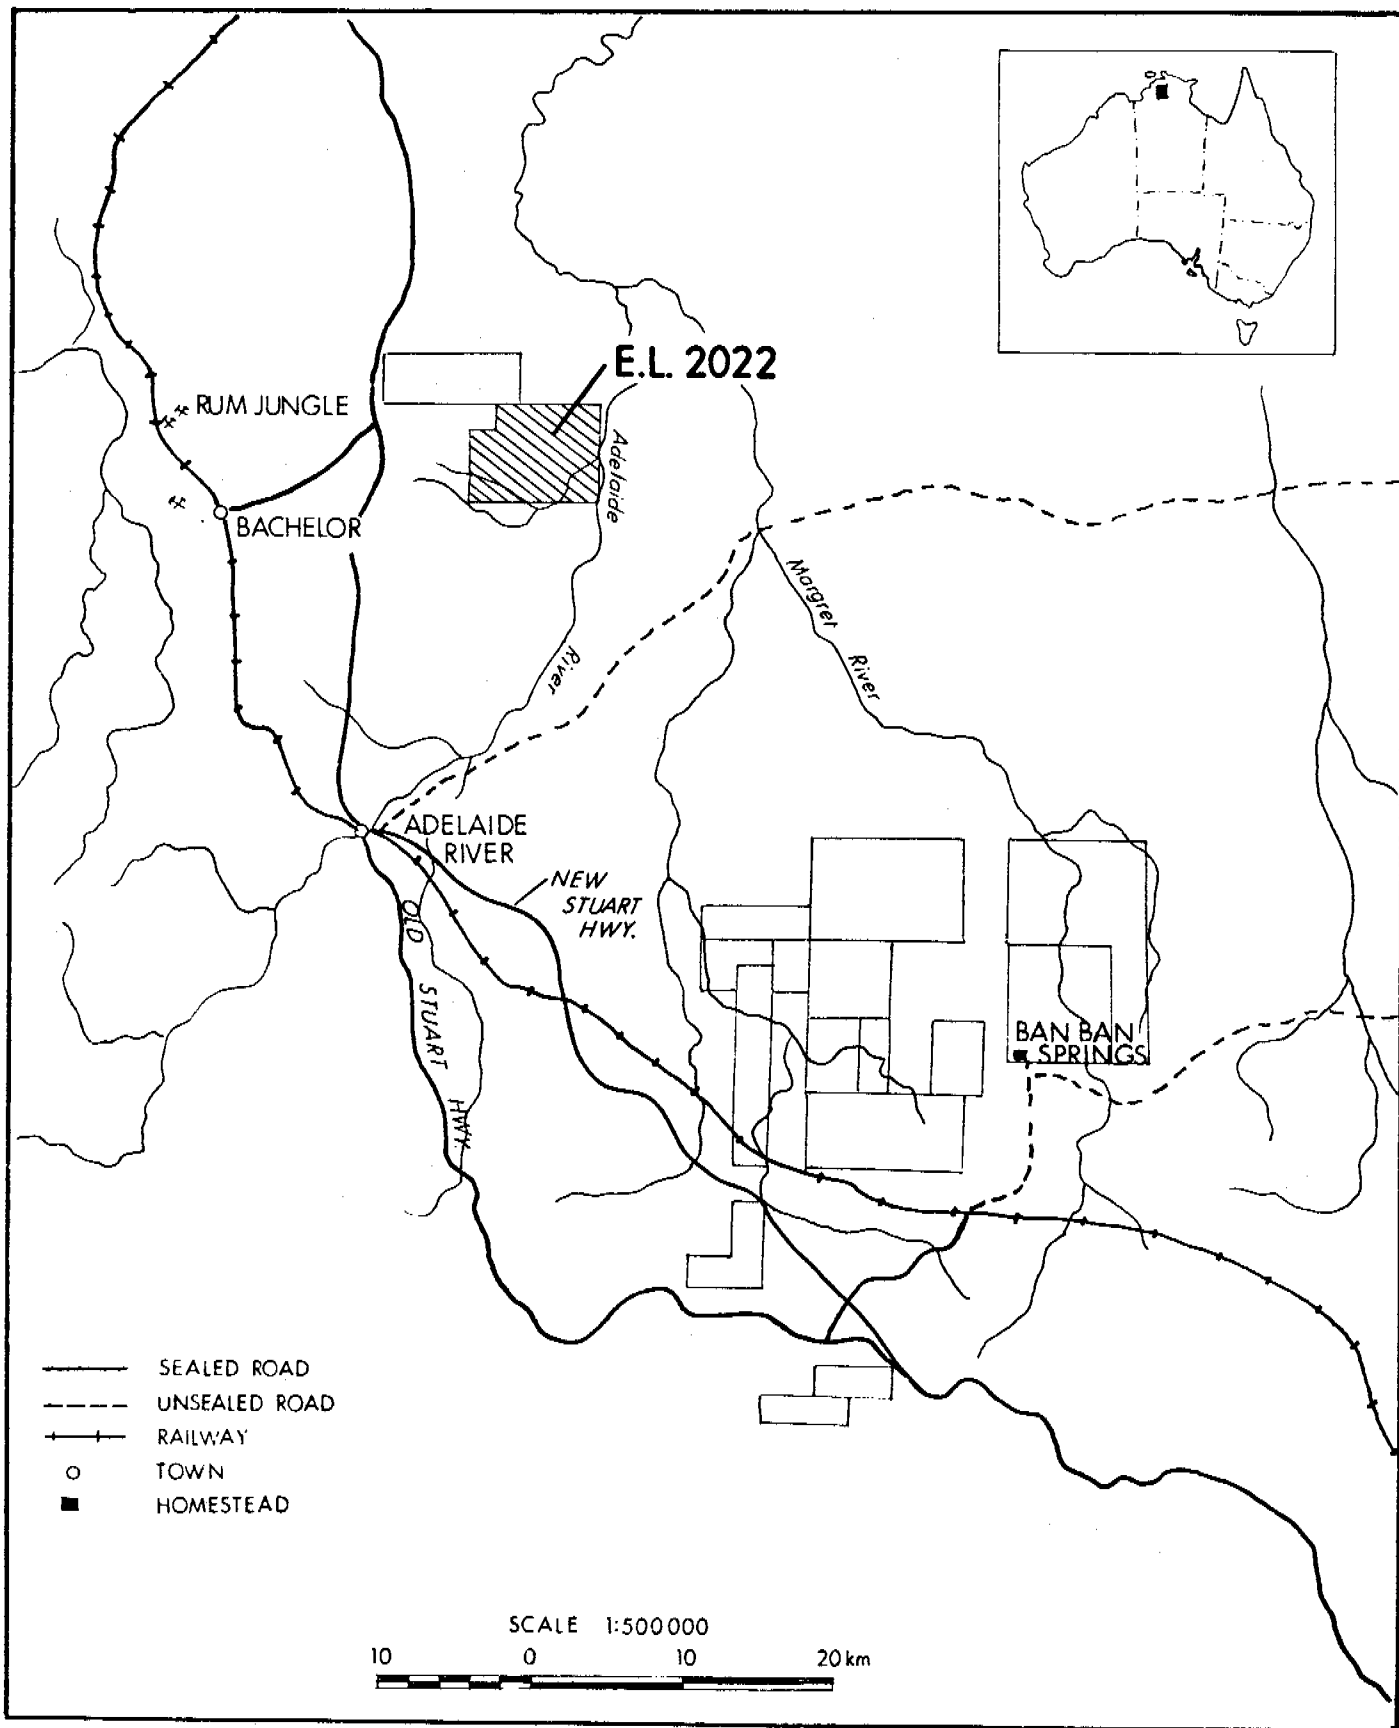 E.L. 2022
RUM JUNGLE
BACHELOR
Adelaide
River
Margret
River
ADELAIDE
RIVER
NEW
STUART
HWY.
OLD
STUART
HWY.
BAN BAN
SPRINGS
SEALED ROAD
UNSEALED ROAD
RAILWAY
TOWN
HOMESTEAD
SCALE 1:500 000
10 0 10 20 km